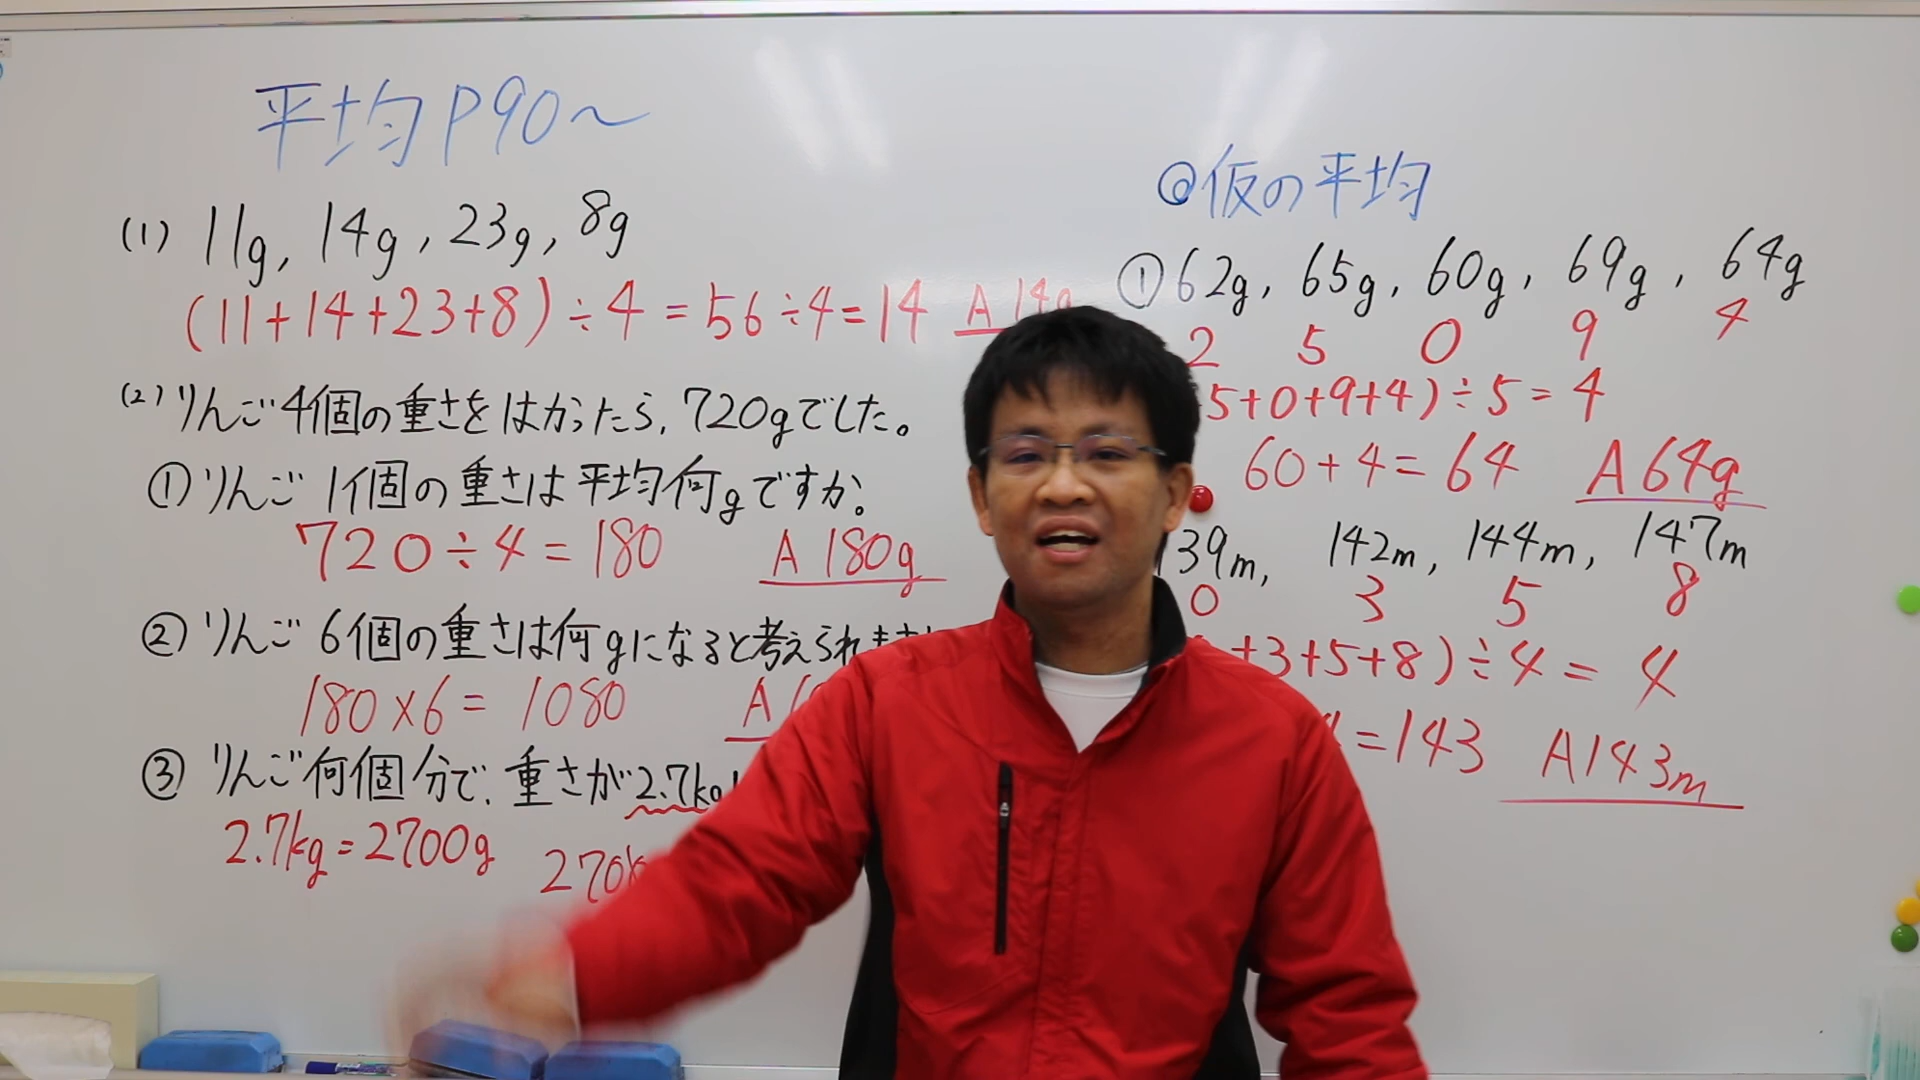 平均 P90～
(1) 11g, 14g, 23g, 8g
(11+14+23+8)÷4=56÷4=14 A 14g
(2) りんご4個の重さをはかったら, 720gでした。
① りんご 1個の重さは平均何gですか。
720÷4=180 A 180g
② りんご 6個の重さは何gになると考えられます
180×6= 1080 A
③ りんご何個分で, 重さが2.7kg
2.7kg=2700g 270
◎仮の平均
① 62g, 65g, 60g, 69g, 64g
2 5 0 9 4
5+0+9+4)÷5=4
60+4=64 A 64g
139m, 142m, 144m, 147m
0 3 5 8
+3+5+8)÷4=4
=143 A 143m